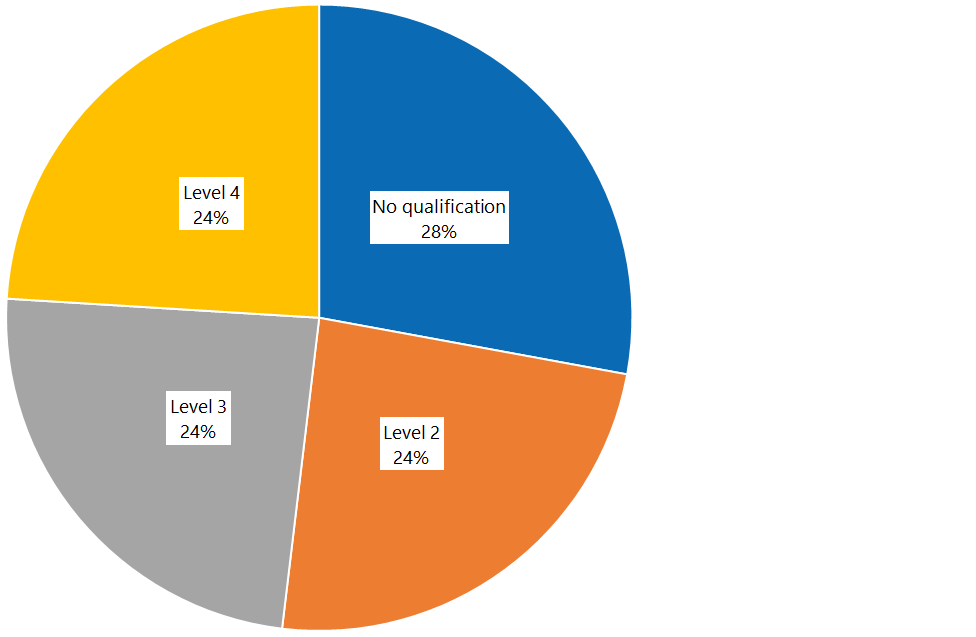 Level 4
24%
No qualification
28%
Level 3
24%
Level 2
24%